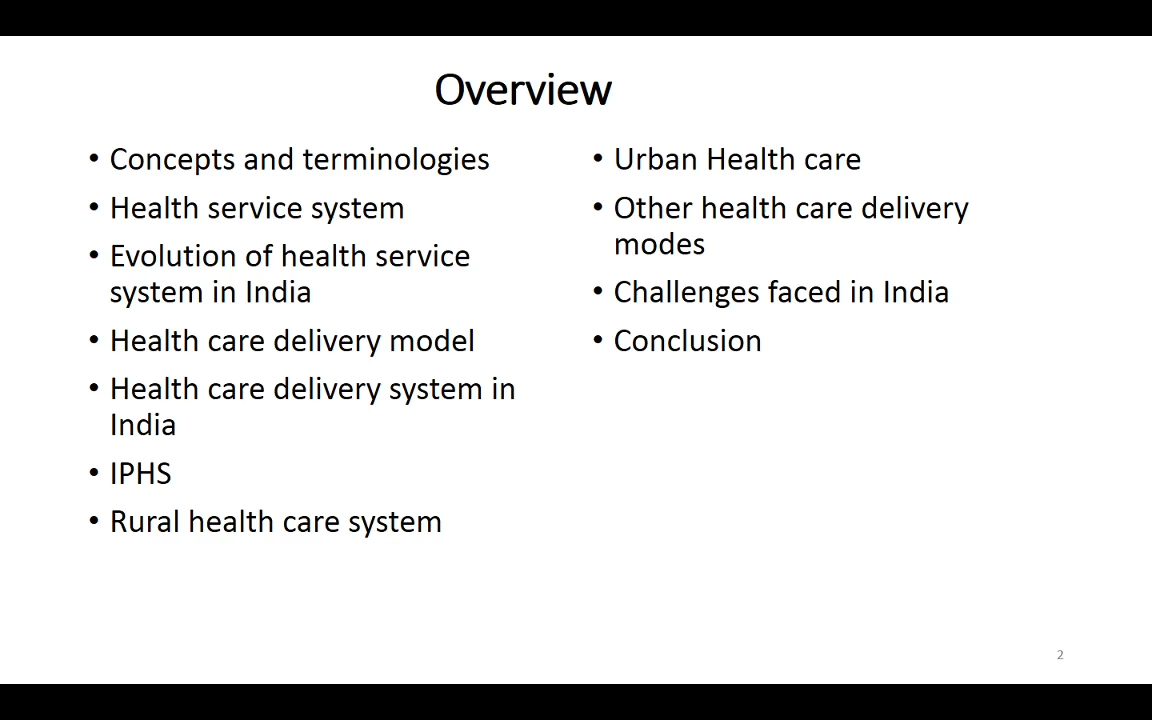 Overview
• Concepts and terminologies
• Health service system
• Evolution of health service
system in India
• Health care delivery model
• Health care delivery system in
India
• IPHS
• Rural health care system
• Urban Health care
• Other health care delivery
modes
• Challenges faced in India
• Conclusion
2